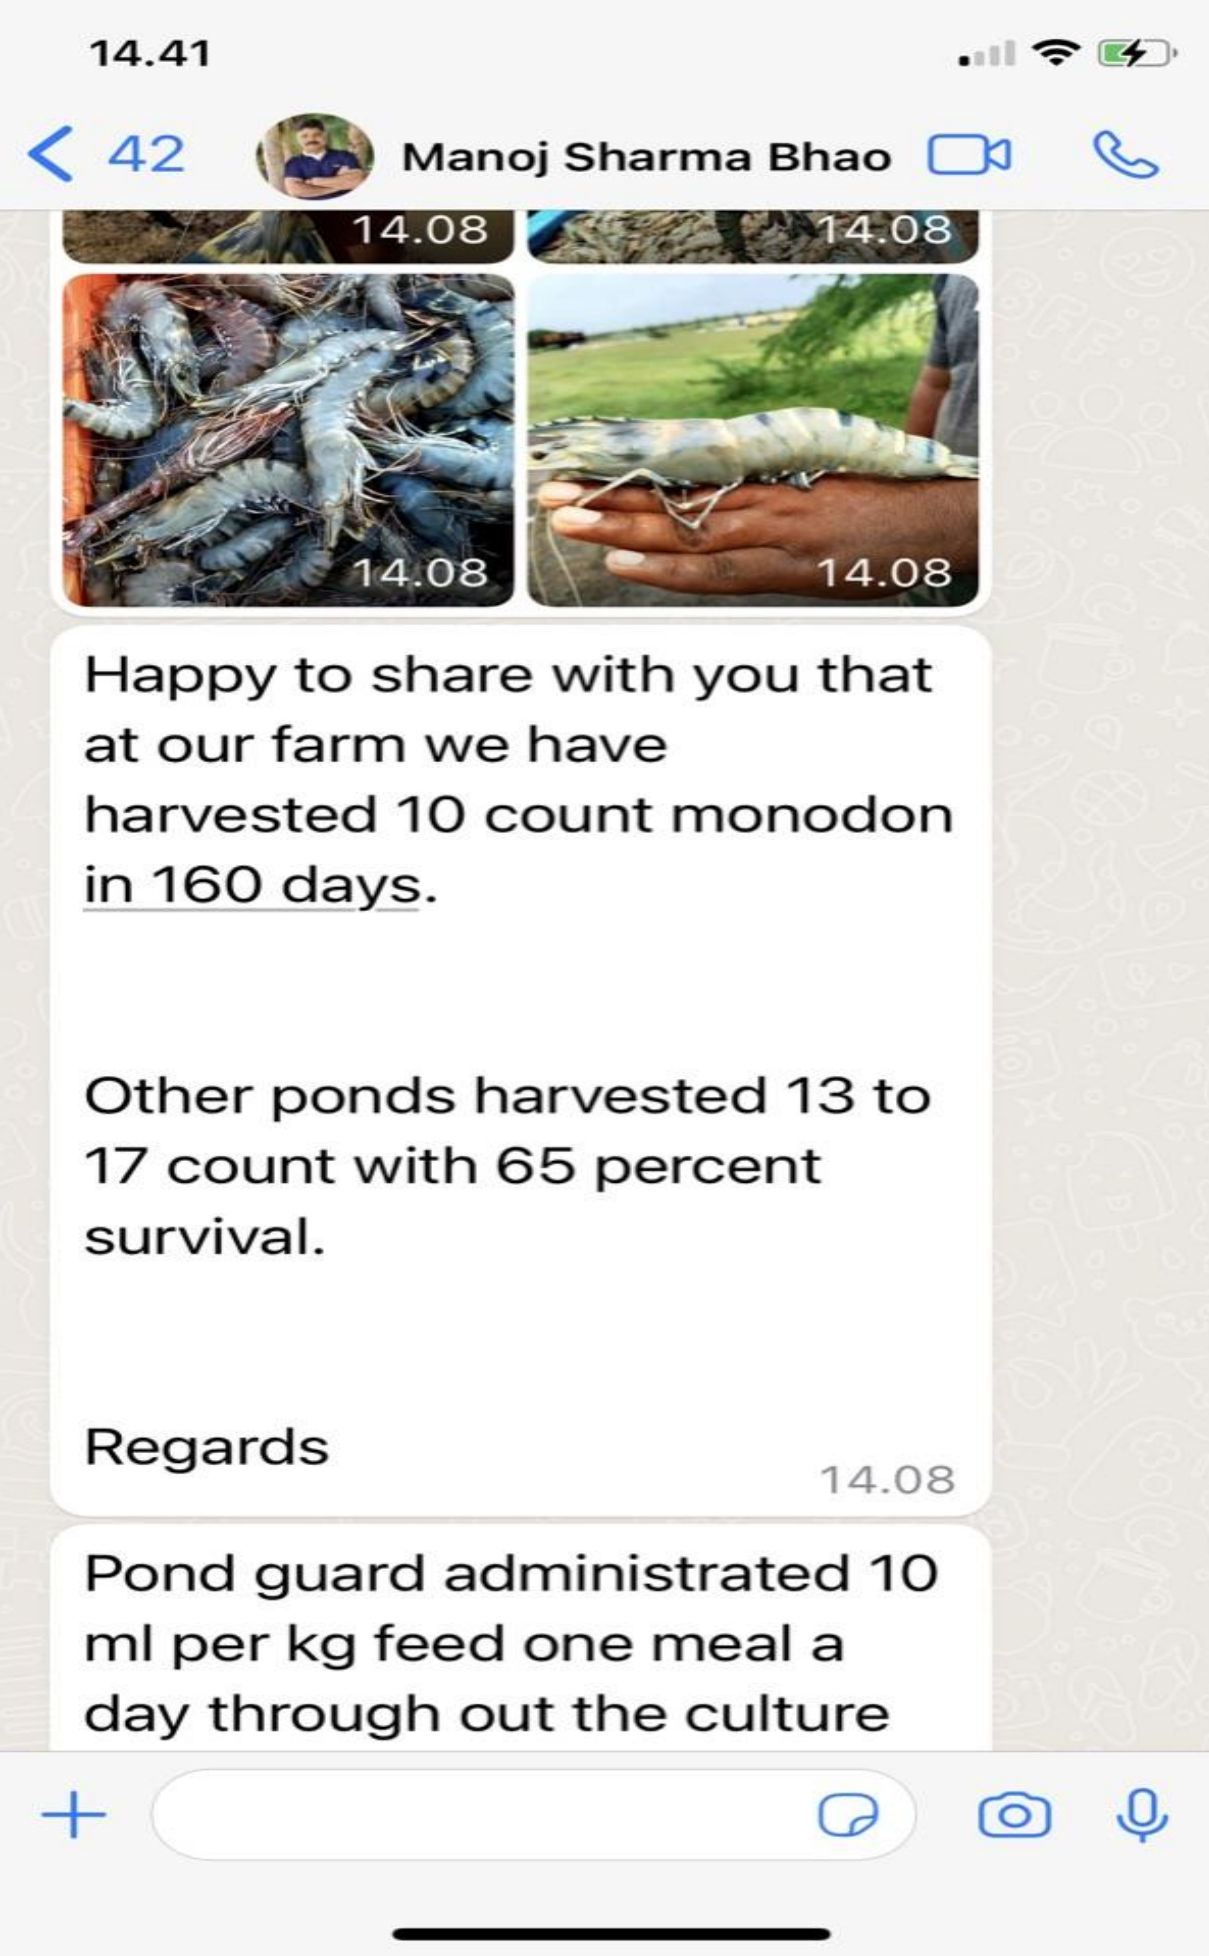 14.41
42
Manoj Sharma Bhao
14.08
14.08
14.08
14.08
Happy to share with you that
at our farm we have
harvested 10 count monodon
in 160 days.
Other ponds harvested 13 to
17 count with 65 percent
survival.
Regards
14.08
Pond guard administrated 10
ml per kg feed one meal a
day through out the culture